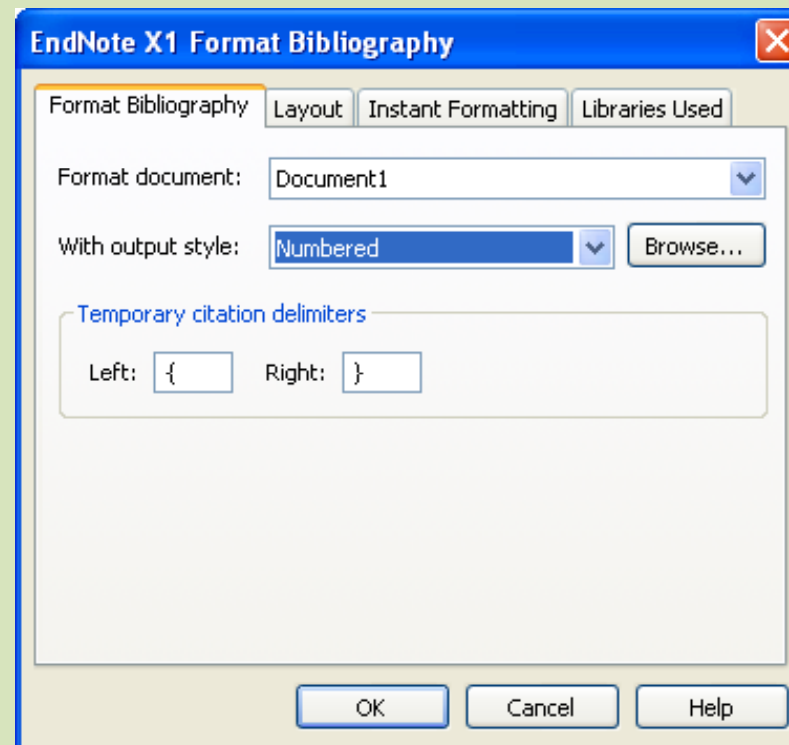 EndNote X1 Format Bibliography
Format Bibliography Layout Instant Formatting Libraries Used
Format document: Document1
With output style: Numbered Browse...
Temporary citation delimiters
Left: { Right: }
OK Cancel Help